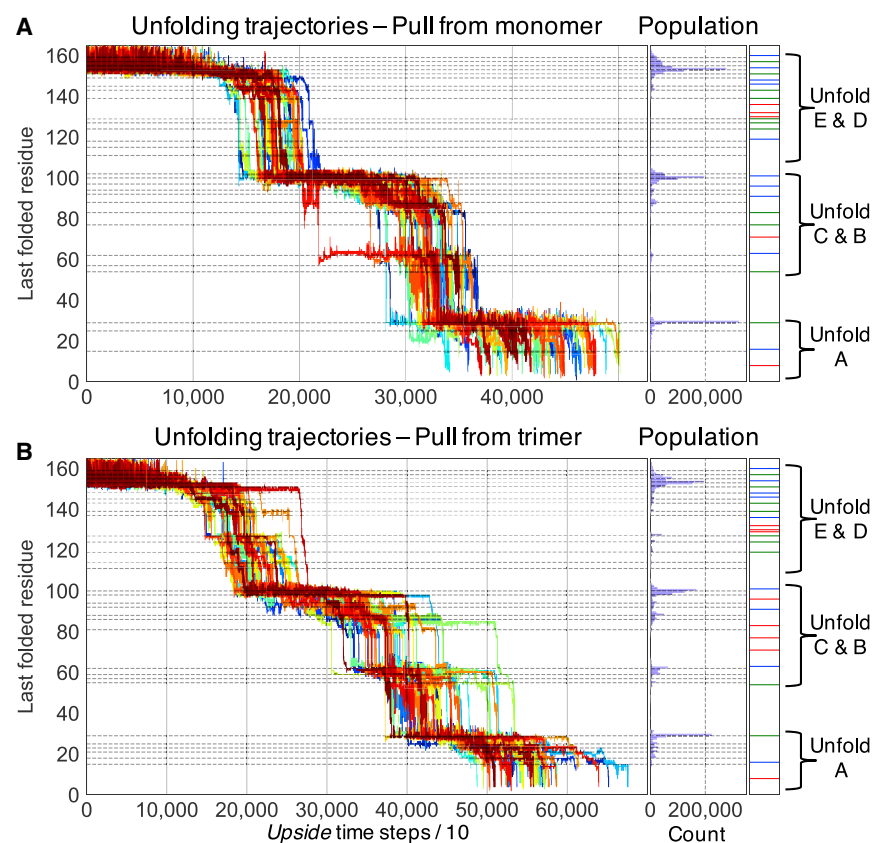 A Unfolding trajectories – Pull from monomer Population
160
140
120
100
80
60
40
20
0
Last folded residue
0 10,000 20,000 30,000 40,000 0 200,000
Unfold
E & D
Unfold
C & B
Unfold
A
B Unfolding trajectories – Pull from trimer Population
160
140
120
100
80
60
40
20
0
Last folded residue
0 10,000 20,000 30,000 40,000 50,000 60,000 0 200,000
Upside time steps / 10 Count
Unfold
E & D
Unfold
C & B
Unfold
A